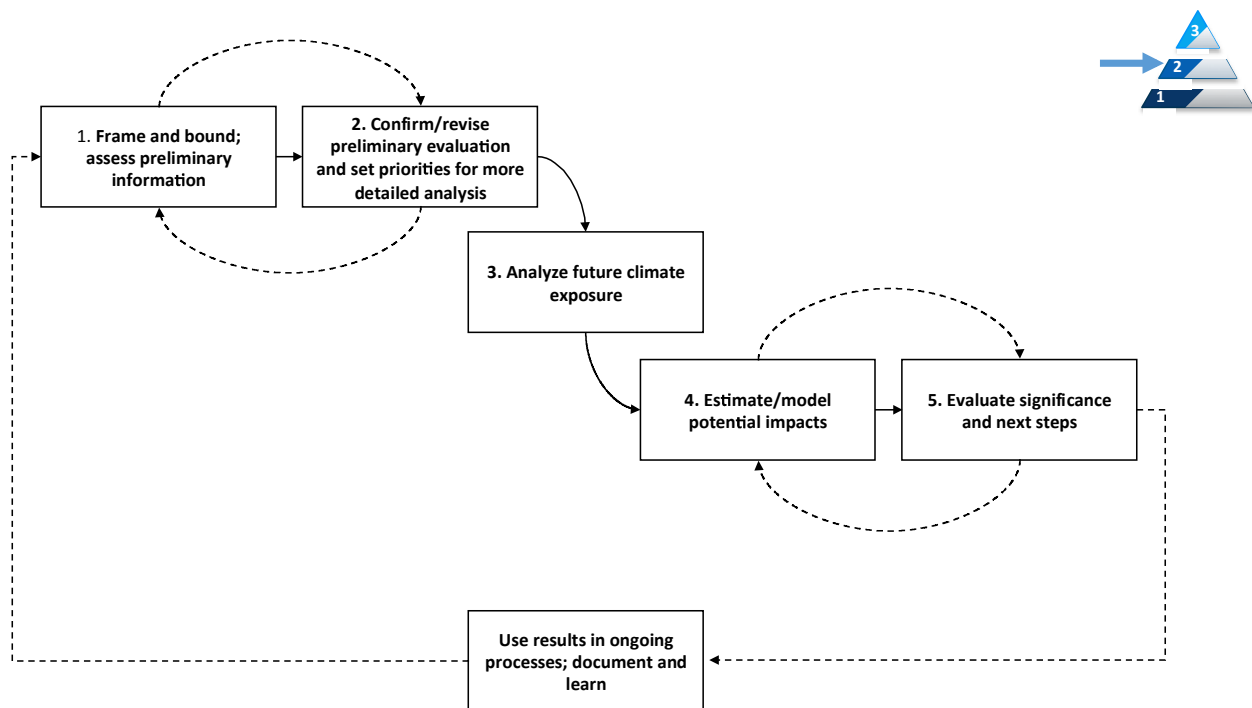 3
2
1
1. Frame and bound;
assess preliminary
information
2. Confirm/revise
preliminary evaluation
and set priorities for more
detailed analysis
3. Analyze future climate
exposure
4. Estimate/model
potential impacts
5. Evaluate significance
and next steps
Use results in ongoing
processes; document and
learn